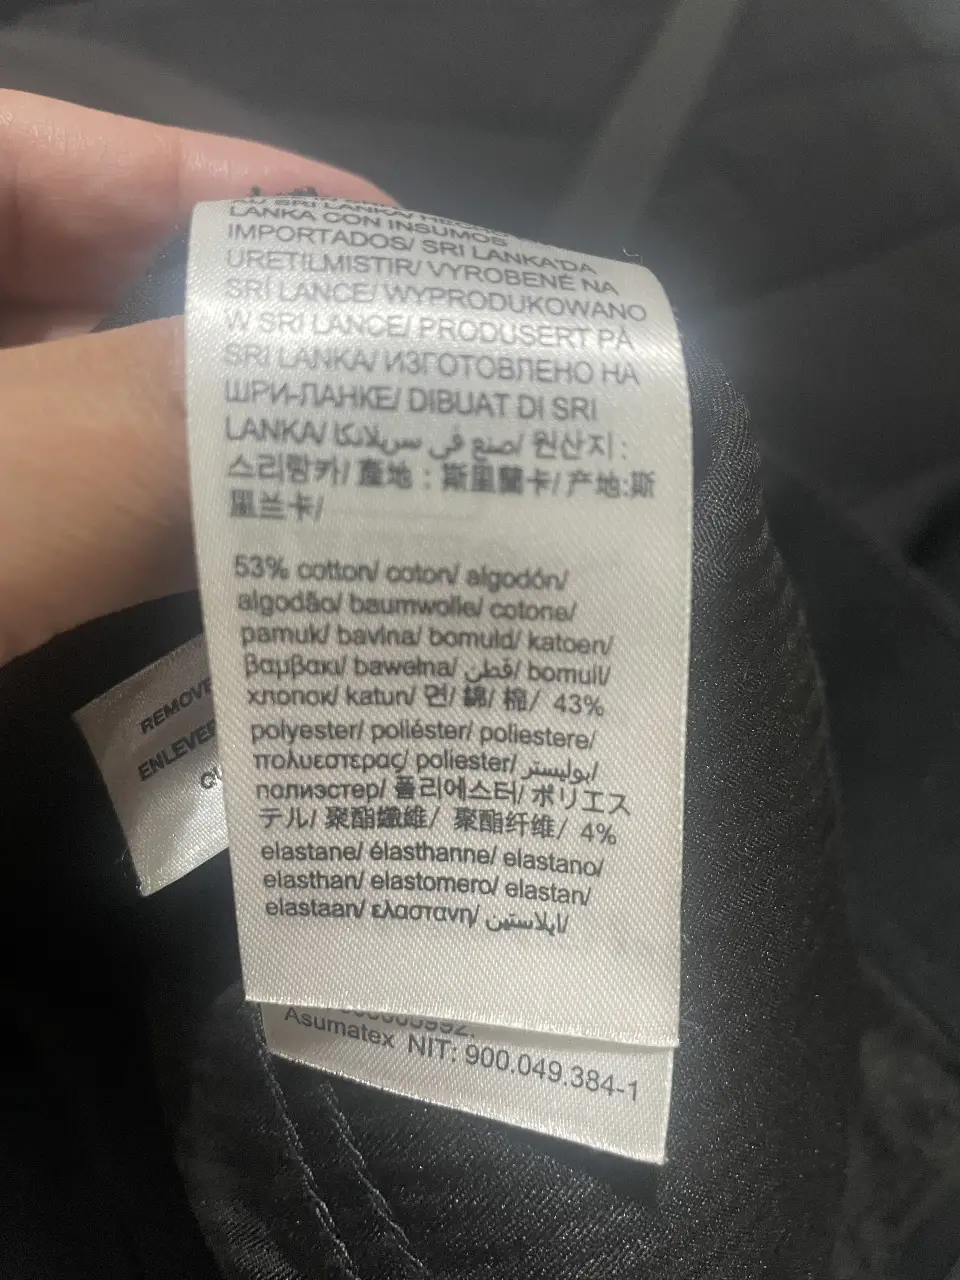 SRI LANKA/
LANKA CON INSUMOS
IMPORTADOS/ SRI LANKA'DA
URETILMISTIR/ VYROBENÉ NA
SRÍ LANCE/ WYPRODUKOWANO
W SRI LANCE/ PRODUSERT PÅ
SRI LANKA/ ИЗГОТОВЛЕНО НА
ШРИ-ЛАНКЕ/ DIBUAT DI SRI
LANKA/ صنع في سريلانكا/ 원산지 :
스리랑카/ 產地 : 斯里蘭卡/ 产地:斯
里兰卡/
53% cotton/ coton/ algodón/
algodão/ baumwolle/ cotone/
pamuk/ bavlna/ bomuld/ katoen/
βαμβακι/ bawełna/ قطن/ bomull/
хлопок/ katun/ 면/ 綿/ 棉/ 43%
polyester/ poliéster/ poliestere/
πολυεστερας/ poliester/ بوليستر/
полиэстер/ 폴리에스터/ ポリエス
テル/ 聚酯纖維/ 聚酯纤维/ 4%
elastane/ élasthanne/ elastano/
elasthan/ elastomero/ elastan/
elastaan/ ελαστανη/ ايلاستين/
REMOVE
ENLEVER
Asumatex NIT: 900.049.384-1